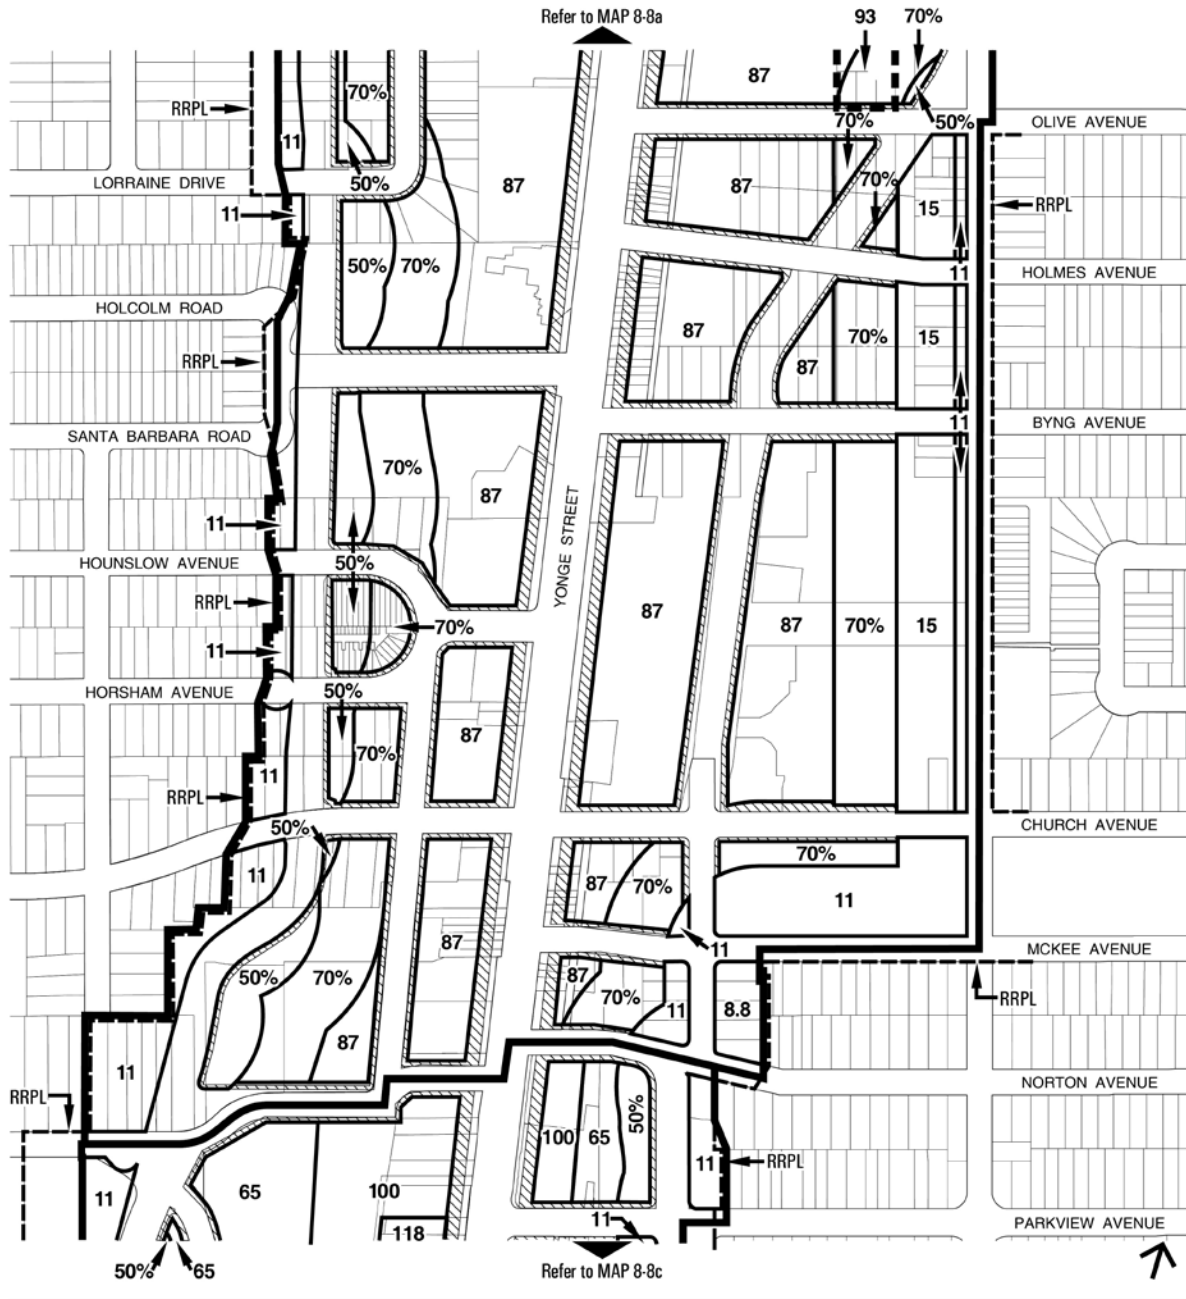 Refer to MAP 8-8a
93
70%
87
RRPL
70%
11
50%
70%
OLIVE AVENUE
LORRAINE DRIVE
50%
87
87
70%
15
RRPL
11
50%
70%
11
HOLMES AVENUE
HOLCOLM ROAD
87
70%
15
RRPL
87
SANTA BARBARA ROAD
11
BYNG AVENUE
70%
87
11
YONGE STREET
HOUNSLOW AVENUE
50%
RRPL
87
87
70%
15
70%
11
HORSHAM AVENUE
50%
87
70%
11
RRPL
50%
CHURCH AVENUE
70%
11
87
70%
11
87
11
MCKEE AVENUE
50%
70%
87
70%
11
8.8
RRPL
87
11
NORTON AVENUE
RRPL
100
65
50%
11
RRPL
11
65
100
118
11
PARKVIEW AVENUE
50%
65
Refer to MAP 8-8c